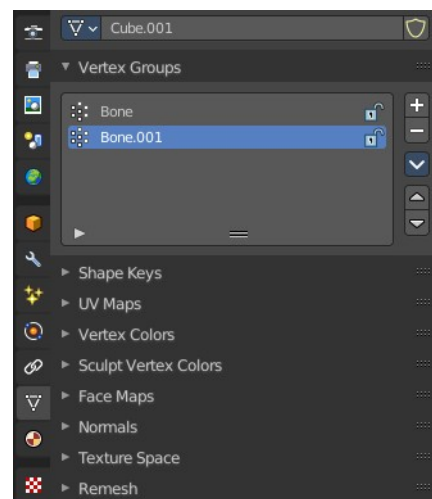 Cube.001
Vertex Groups
Bone
Bone.001
Shape Keys
UV Maps
Vertex Colors
Sculpt Vertex Colors
Face Maps
Normals
Texture Space
Remesh